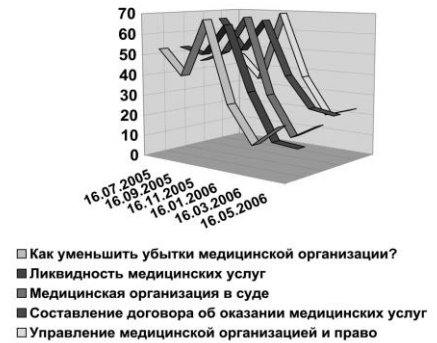 70
60
50
40
30
20
10
0
16.07.2005
16.09.2005
16.11.2005
16.01.2006
16.03.2006
16.05.2006
Как уменьшить убытки медицинской организации?
Ликвидность медицинских услуг
Медицинская организация в суде
Составление договора об оказании медицинских услуг
Управление медицинской организацией и право